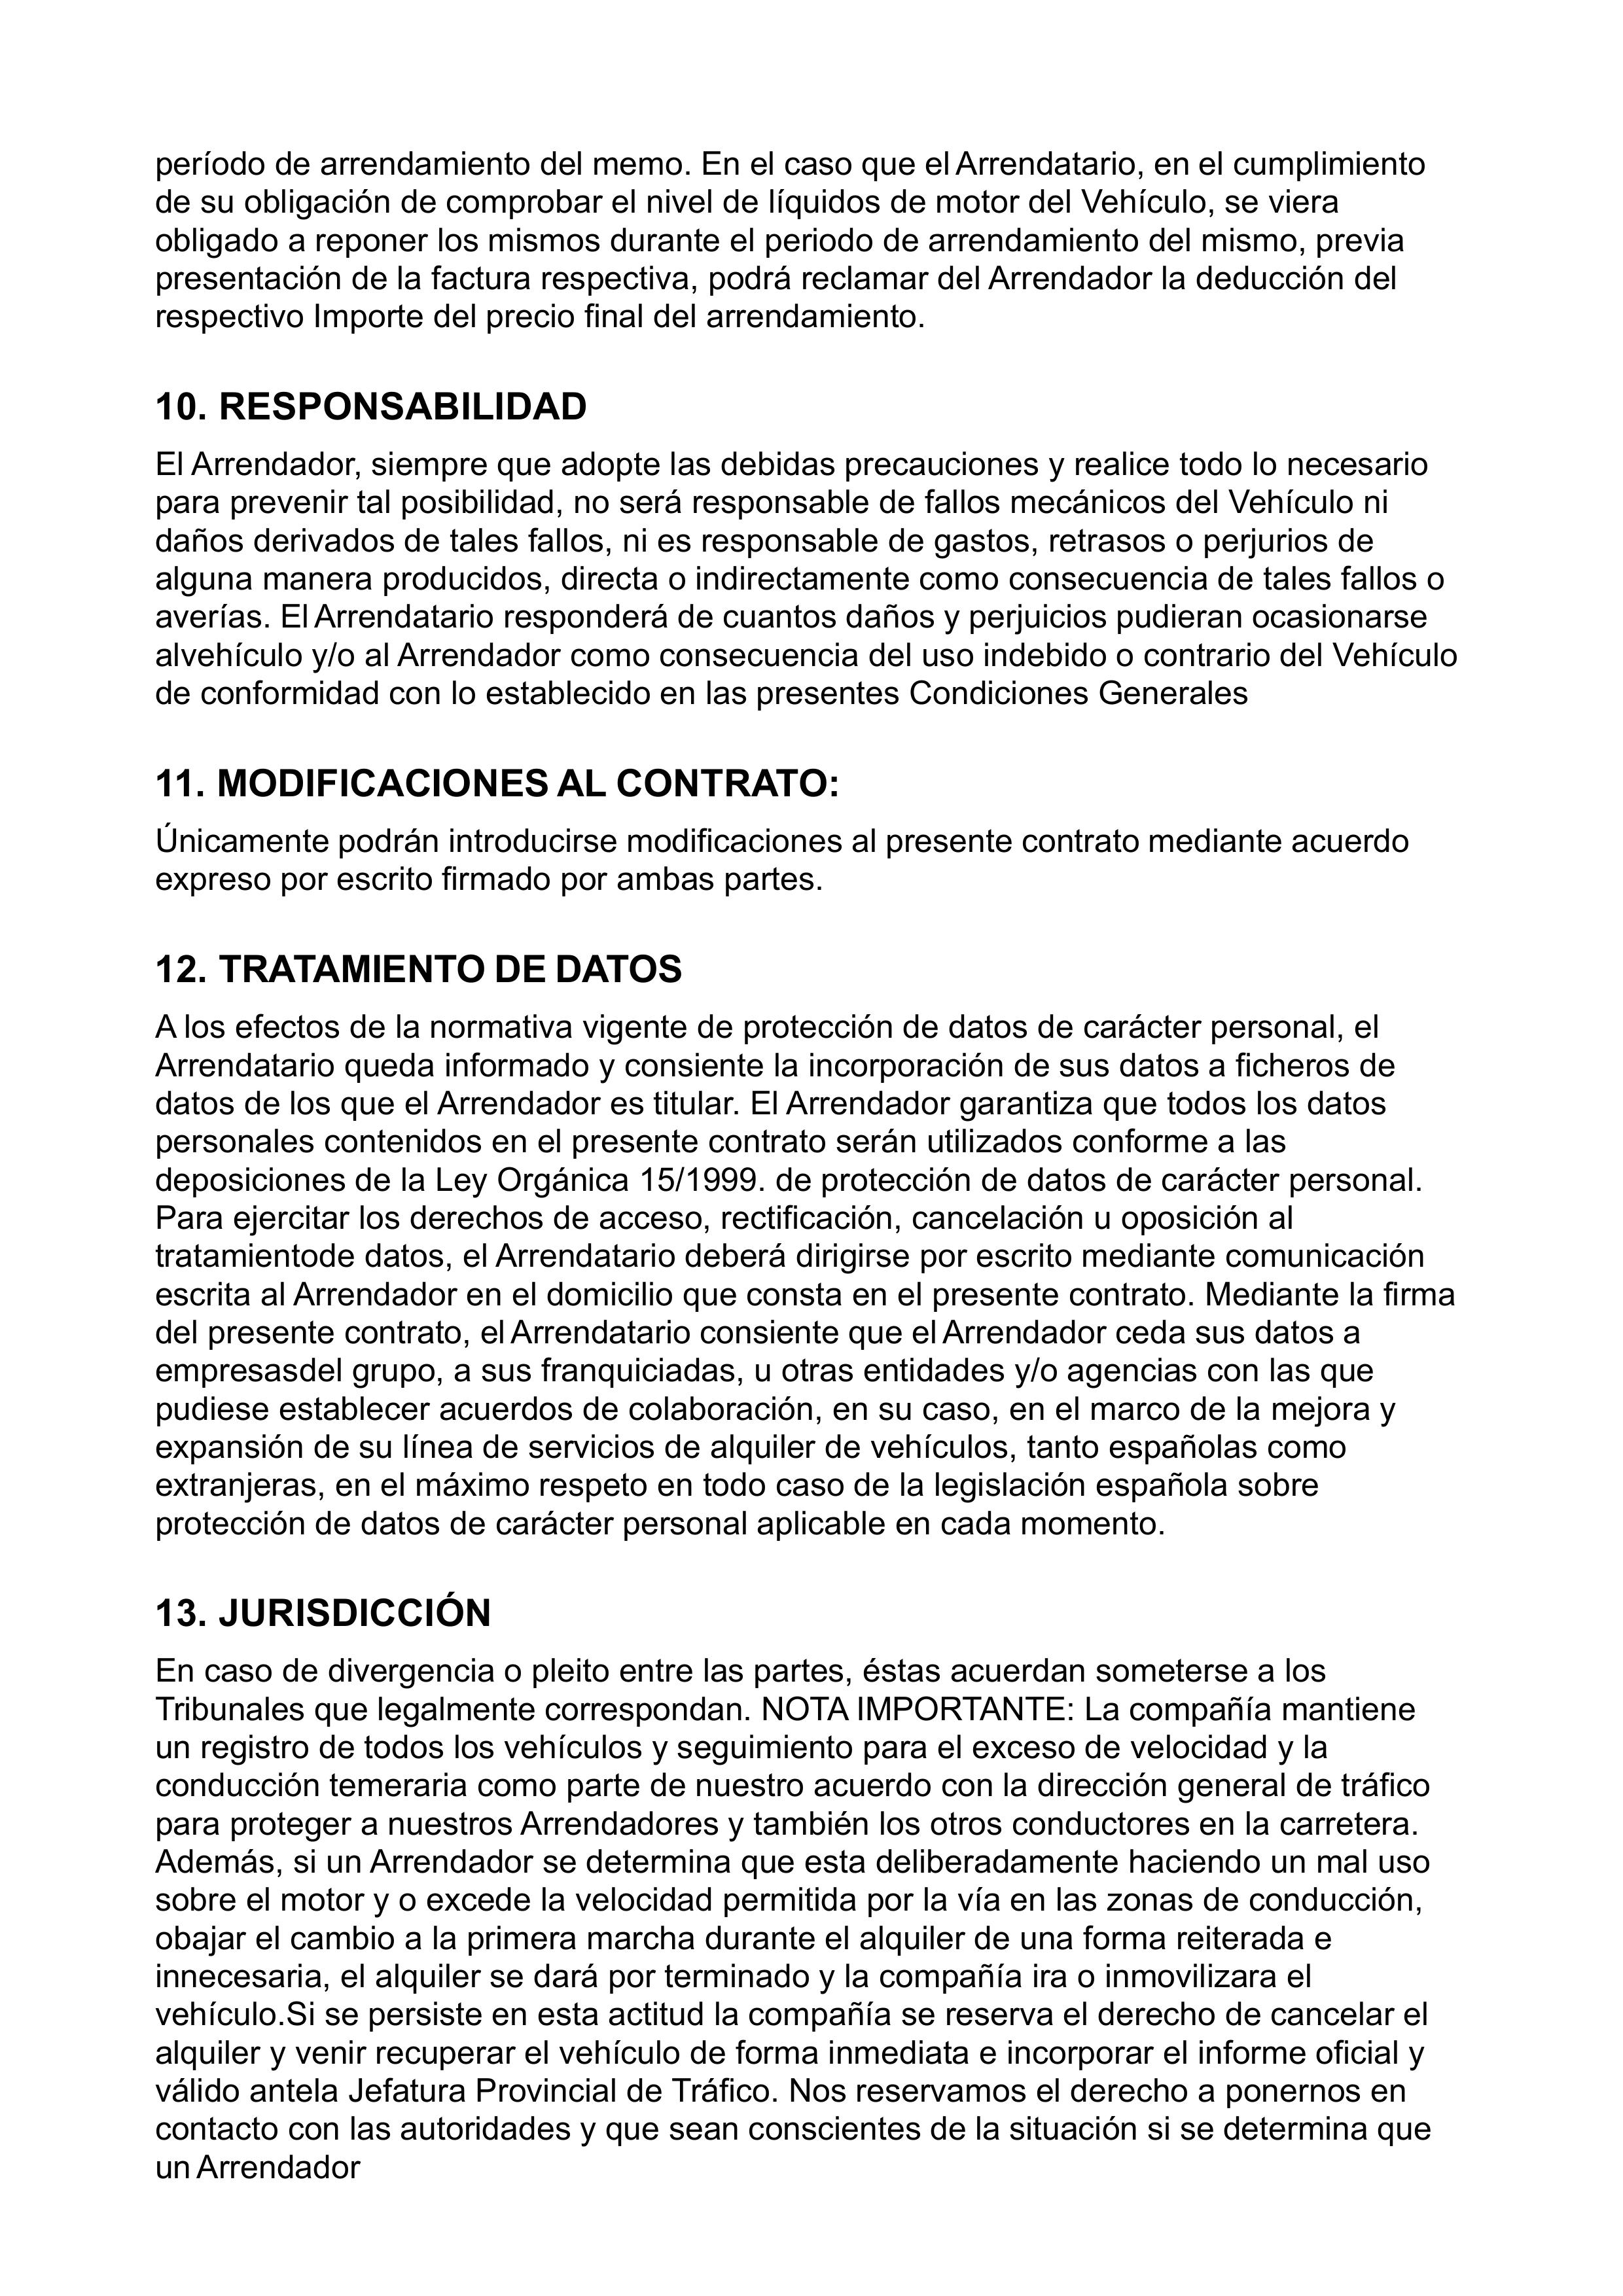 período de arrendamiento del memo. En el caso que el Arrendatario, en el cumplimiento
de su obligación de comprobar el nivel de líquidos de motor del Vehículo, se viera
obligado a reponer los mismos durante el periodo de arrendamiento del mismo, previa
presentación de la factura respectiva, podrá reclamar del Arrendador la deducción del
respectivo Importe del precio final del arrendamiento.
10. RESPONSABILIDAD
El Arrendador, siempre que adopte las debidas precauciones y realice todo lo necesario
para prevenir tal posibilidad, no será responsable de fallos mecánicos del Vehículo ni
daños derivados de tales fallos, ni es responsable de gastos, retrasos o perjurios de
alguna manera producidos, directa o indirectamente como consecuencia de tales fallos o
averías. El Arrendatario responderá de cuantos daños y perjuicios pudieran ocasionarse
alvehículo y/o al Arrendador como consecuencia del uso indebido o contrario del Vehículo
de conformidad con lo establecido en las presentes Condiciones Generales
11. MODIFICACIONES AL CONTRATO:
Únicamente podrán introducirse modificaciones al presente contrato mediante acuerdo
expreso por escrito firmado por ambas partes.
12. TRATAMIENTO DE DATOS
A los efectos de la normativa vigente de protección de datos de carácter personal, el
Arrendatario queda informado y consiente la incorporación de sus datos a ficheros de
datos de los que el Arrendador es titular. El Arrendador garantiza que todos los datos
personales contenidos en el presente contrato serán utilizados conforme a las
deposiciones de la Ley Orgánica 15/1999. de protección de datos de carácter personal.
Para ejercitar los derechos de acceso, rectificación, cancelación u oposición al
tratamientode datos, el Arrendatario deberá dirigirse por escrito mediante comunicación
escrita al Arrendador en el domicilio que consta en el presente contrato. Mediante la firma
del presente contrato, el Arrendatario consiente que el Arrendador ceda sus datos a
empresasdel grupo, a sus franquiciadas, u otras entidades y/o agencias con las que
pudiese establecer acuerdos de colaboración, en su caso, en el marco de la mejora y
expansión de su línea de servicios de alquiler de vehículos, tanto españolas como
extranjeras, en el máximo respeto en todo caso de la legislación española sobre
protección de datos de carácter personal aplicable en cada momento.
13. JURISDICCIÓN
En caso de divergencia o pleito entre las partes, éstas acuerdan someterse a los
Tribunales que legalmente correspondan. NOTA IMPORTANTE: La compañía mantiene
un registro de todos los vehículos y seguimiento para el exceso de velocidad y la
conducción temeraria como parte de nuestro acuerdo con la dirección general de tráfico
para proteger a nuestros Arrendadores y también los otros conductores en la carretera.
Además, si un Arrendador se determina que esta deliberadamente haciendo un mal uso
sobre el motor y o excede la velocidad permitida por la vía en las zonas de conducción,
obajar el cambio a la primera marcha durante el alquiler de una forma reiterada e
innecesaria, el alquiler se dará por terminado y la compañía ira o inmovilizara el
vehículo.Si se persiste en esta actitud la compañía se reserva el derecho de cancelar el
alquiler y venir recuperar el vehículo de forma inmediata e incorporar el informe oficial y
válido antela Jefatura Provincial de Tráfico. Nos reservamos el derecho a ponernos en
contacto con las autoridades y que sean conscientes de la situación si se determina que
un Arrendador